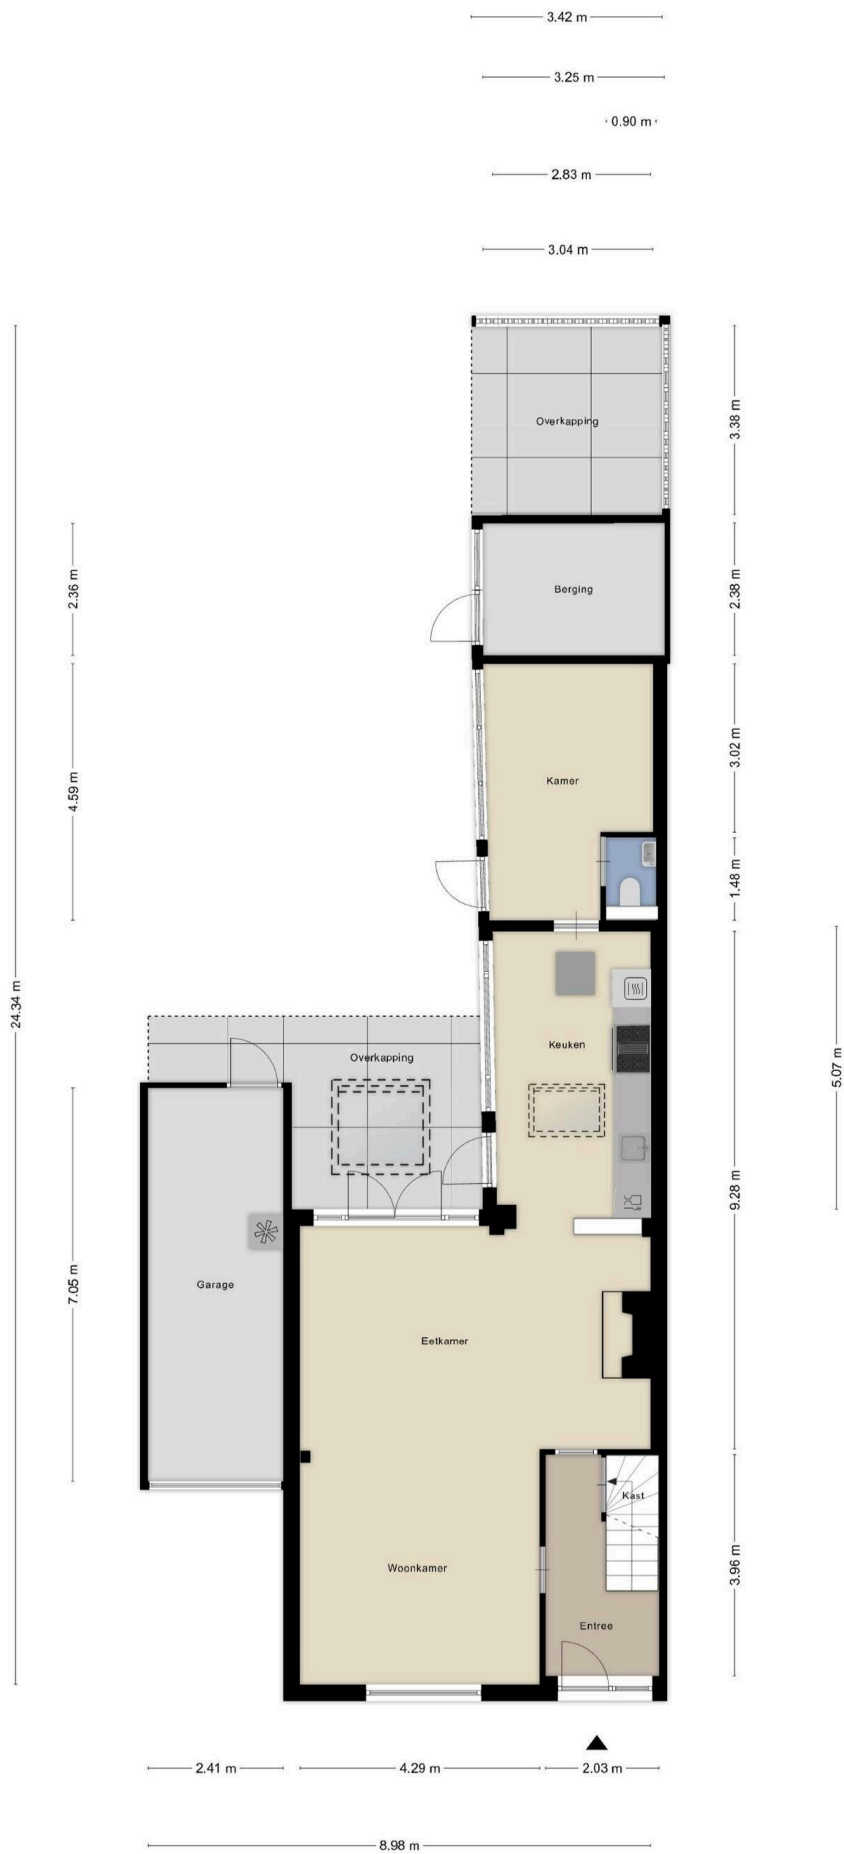 3.42 m
3.25 m
0.90 m
2.83 m
3.04 m
Overkapping
3.38 m
2.36 m
Berging
2.38 m
4.59 m
Kamer
3.02 m
1.48 m
24.34 m
Keuken
Overkapping
5.07 m
9.28 m
7.05 m
Garage
Eetkamer
Kast
Woonkamer
3.96 m
Entree
2.41 m
4.29 m
2.03 m
8.98 m